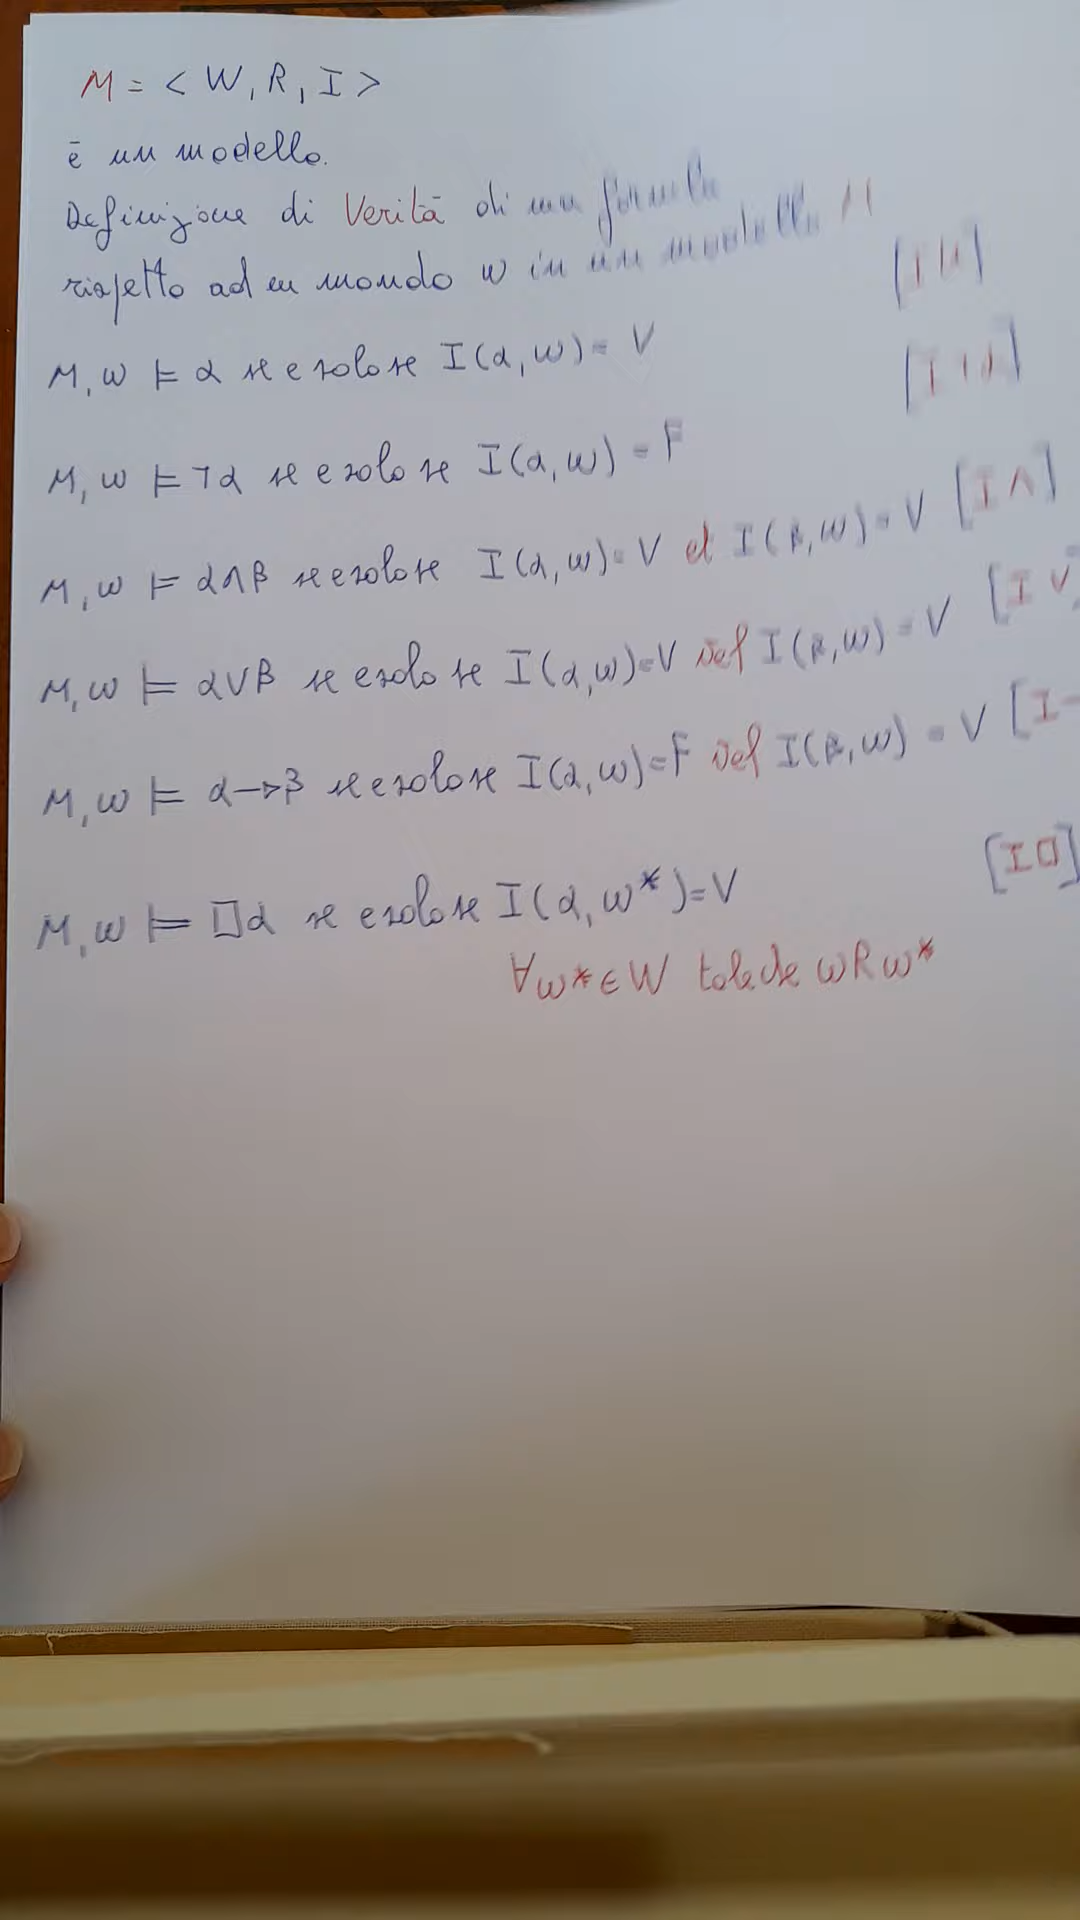 M = < W, R, I >
è un modello.
Definizione di Verità di una formula
rispetto ad un mondo w in un modello M
M, w ⊨ α se e solo se I(α, w) = V
M, w ⊨ ¬α se e solo se I(α, w) = F
M, w ⊨ α∧β se e solo se I(α, w) = V et I(β, w) = V [I∧]
M, w ⊨ α∨β se e solo se I(α, w) = V vel I(β, w) = V [I∨
M, w ⊨ α→β se e solo se I(α, w) = F vel I(β, w) = V [I
M, w ⊨ □α se e solo se I(α, w*) = V [I□]
∀w* ∈ W tale che wRw*